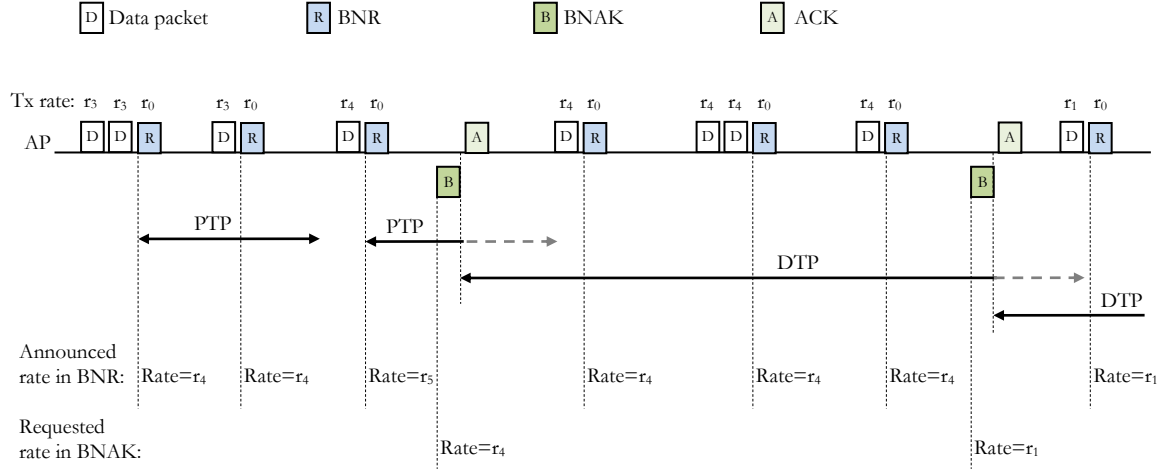 D Data packet R BNR B BNAK A ACK
Tx rate: r₃ r₃ r₀ r₃ r₀ r₄ r₀ r₄ r₀ r₄ r₄ r₀ r₄ r₀ r₁ r₀
AP D D R D R D R A D R D D R D R A D R
B B
PTP PTP
DTP
DTP
Announced
rate in BNR: Rate=r₄ Rate=r₄ Rate=r₅ Rate=r₄ Rate=r₄ Rate=r₄ Rate=r₁
Requested
rate in BNAK: Rate=r₄ Rate=r₁